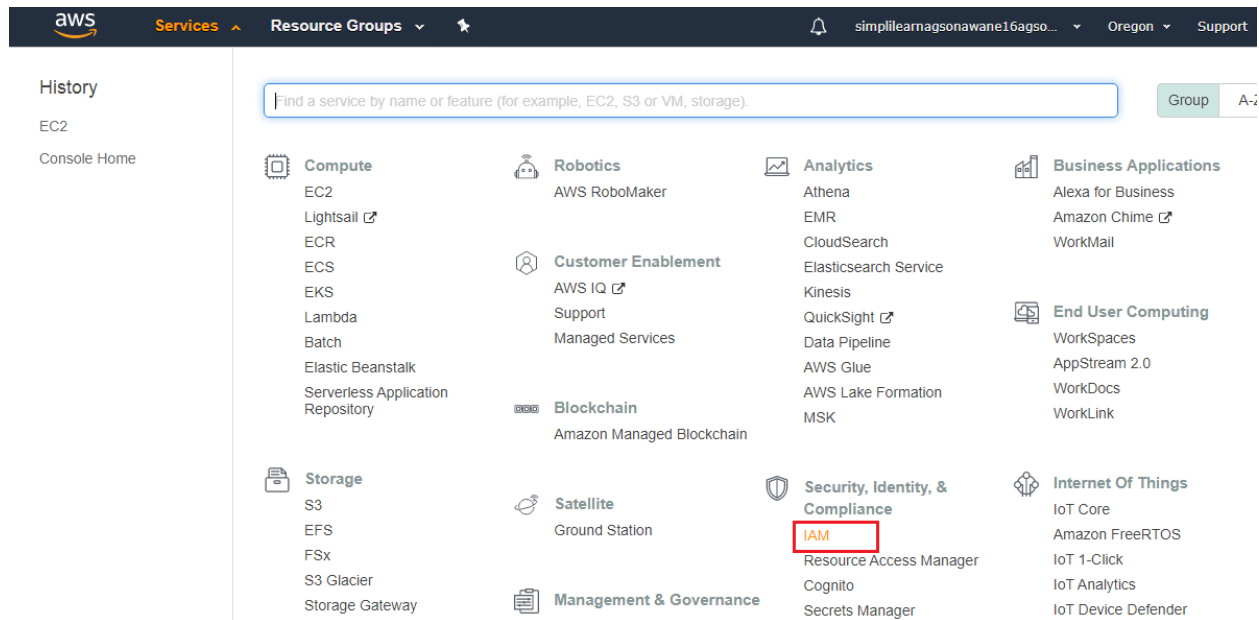 aws
Services
Resource Groups
simplilearnagsonawane16agso...
Oregon
Support
History
EC2
Console Home
Find a service by name or feature (for example, EC2, S3 or VM, storage).
Group
A-Z
Compute
EC2
Lightsail
ECR
ECS
EKS
Lambda
Batch
Elastic Beanstalk
Serverless Application
Repository
Storage
S3
EFS
FSx
S3 Glacier
Storage Gateway
Robotics
AWS RoboMaker
Customer Enablement
AWS IQ
Support
Managed Services
Blockchain
Amazon Managed Blockchain
Satellite
Ground Station
Management & Governance
Analytics
Athena
EMR
CloudSearch
Elasticsearch Service
Kinesis
QuickSight
Data Pipeline
AWS Glue
AWS Lake Formation
MSK
Security, Identity, &
Compliance
IAM
Resource Access Manager
Cognito
Secrets Manager
Business Applications
Alexa for Business
Amazon Chime
WorkMail
End User Computing
WorkSpaces
AppStream 2.0
WorkDocs
WorkLink
Internet Of Things
IoT Core
Amazon FreeRTOS
IoT 1-Click
IoT Analytics
IoT Device Defender